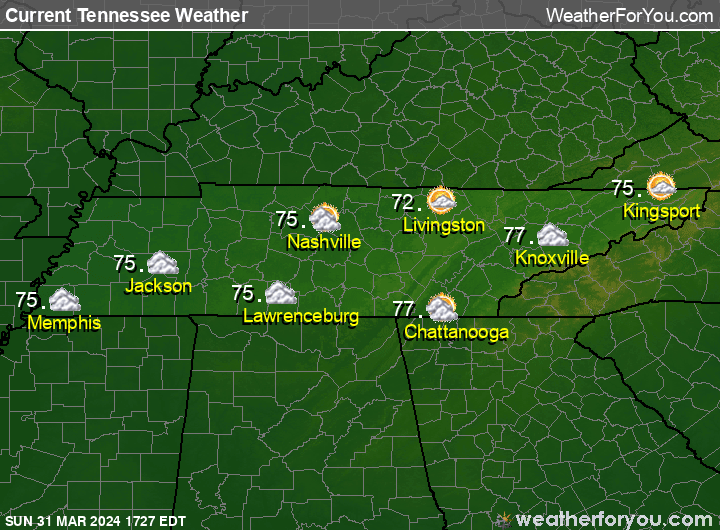 Current Tennessee Weather
WeatherForYou.com
75.
Kingsport
72.
Livingston
75.
Nashville
77.
Knoxville
75.
Jackson
75.
Lawrenceburg
75.
Memphis
77.
Chattanooga
SUN 31 MAR 2024 1727 EDT
weatherforyou.com